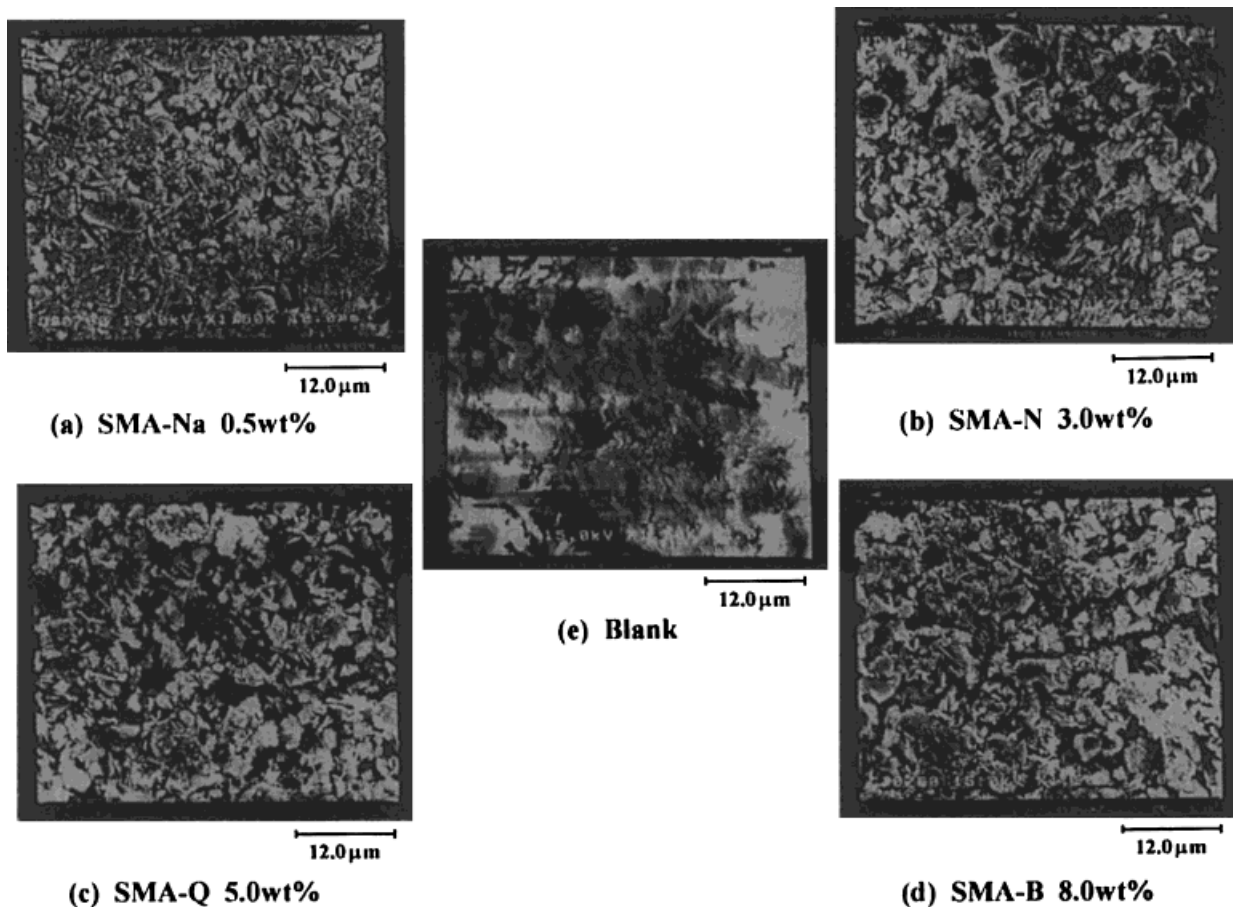 12.0μm
12.0μm
(a) SMA-Na 0.5wt%
(b) SMA-N 3.0wt%
12.0μm
(e) Blank
12.0μm
12.0μm
(c) SMA-Q 5.0wt%
(d) SMA-B 8.0wt%